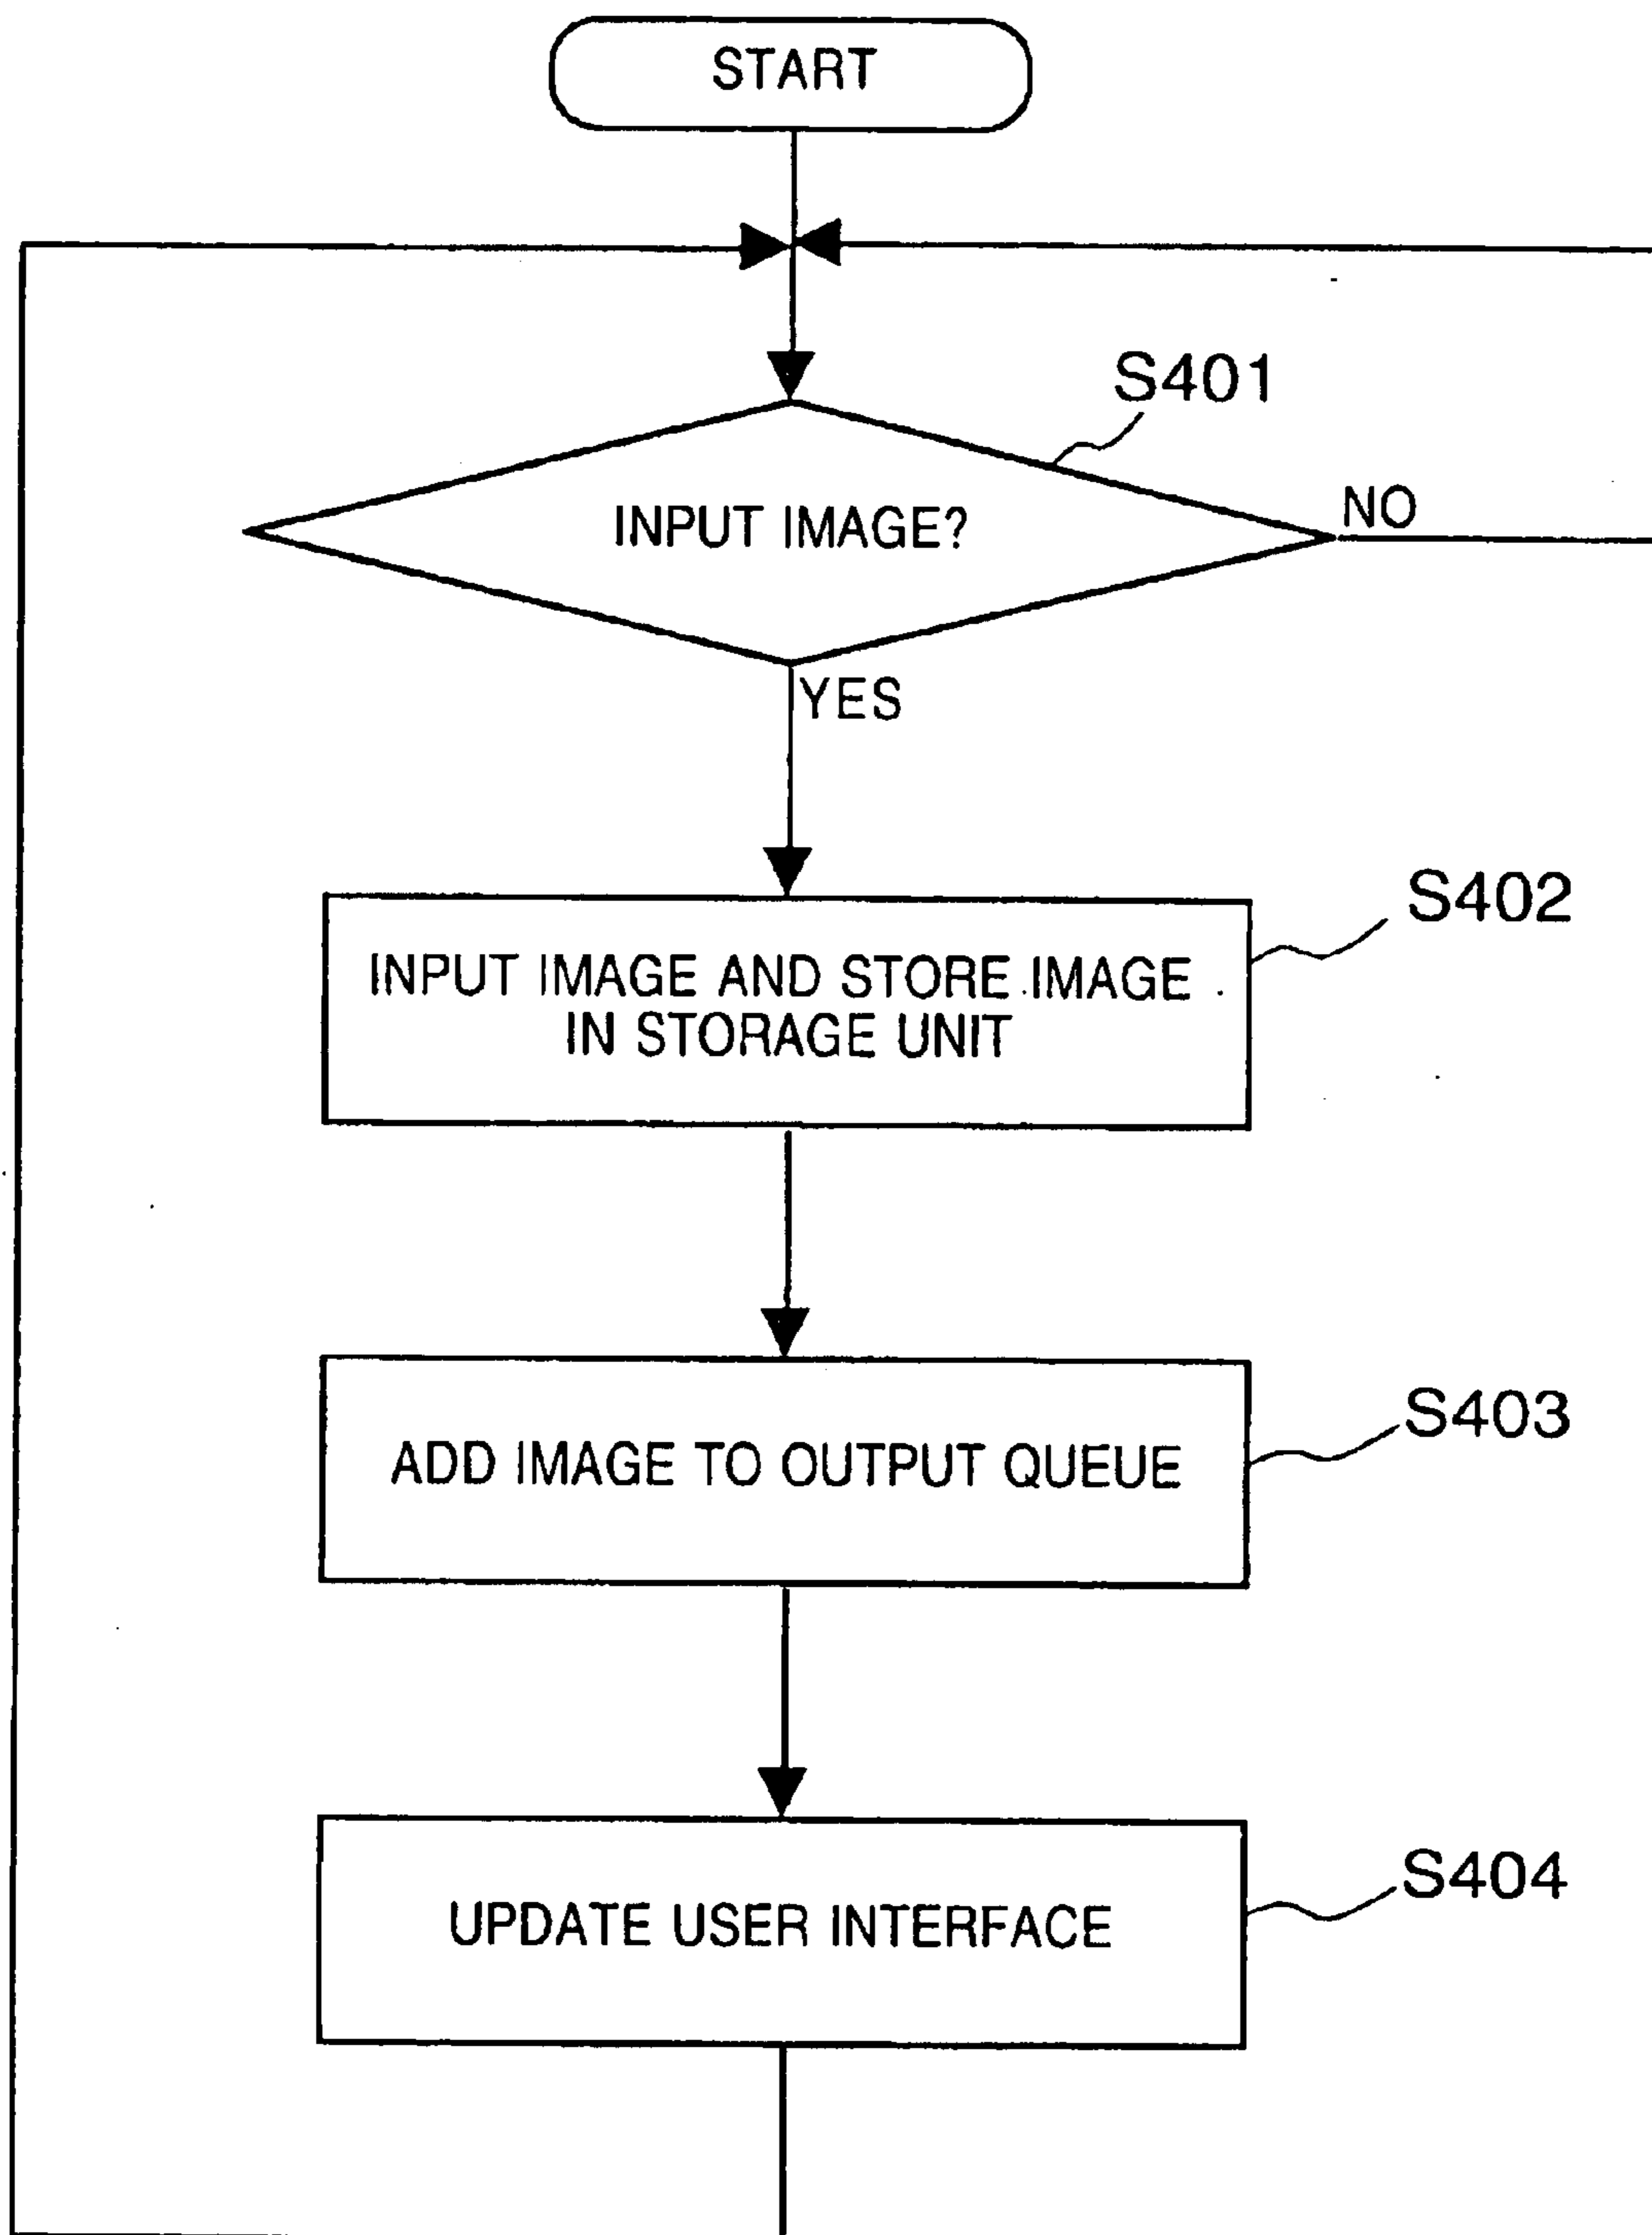 START
S401
INPUT IMAGE?
NO
YES
S402
INPUT IMAGE AND STORE IMAGE
IN STORAGE UNIT
S403
ADD IMAGE TO OUTPUT QUEUE
S404
UPDATE USER INTERFACE